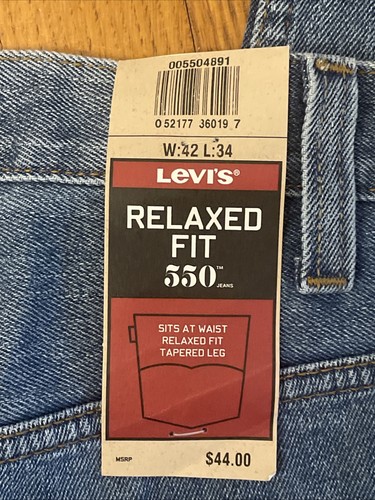 005504891
0 52177 36019 7
W:42 L:34
LEVI'S®
RELAXED
FIT
550™
JEANS
SITS AT WAIST
RELAXED FIT
TAPERED LEG
MSRP $44.00